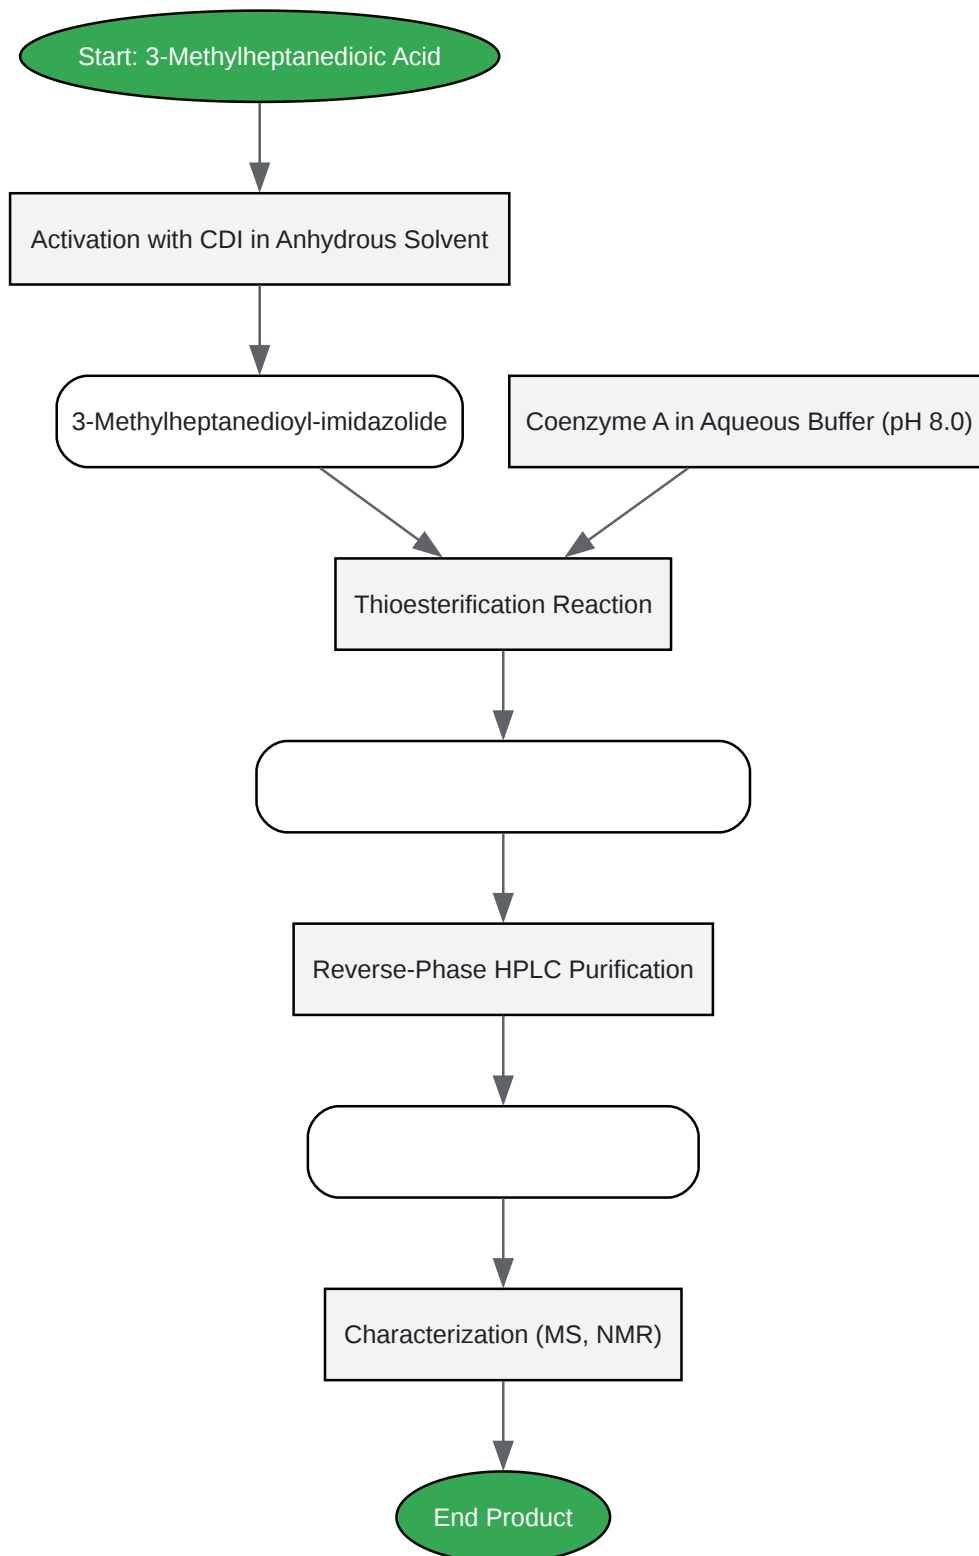 Start: 3-Methylheptanedioic Acid
Activation with CDI in Anhydrous Solvent
3-Methylheptanedioyl-imidazolide
Coenzyme A in Aqueous Buffer (pH 8.0)
Thioesterification Reaction
Reverse-Phase HPLC Purification
Characterization (MS, NMR)
End Product